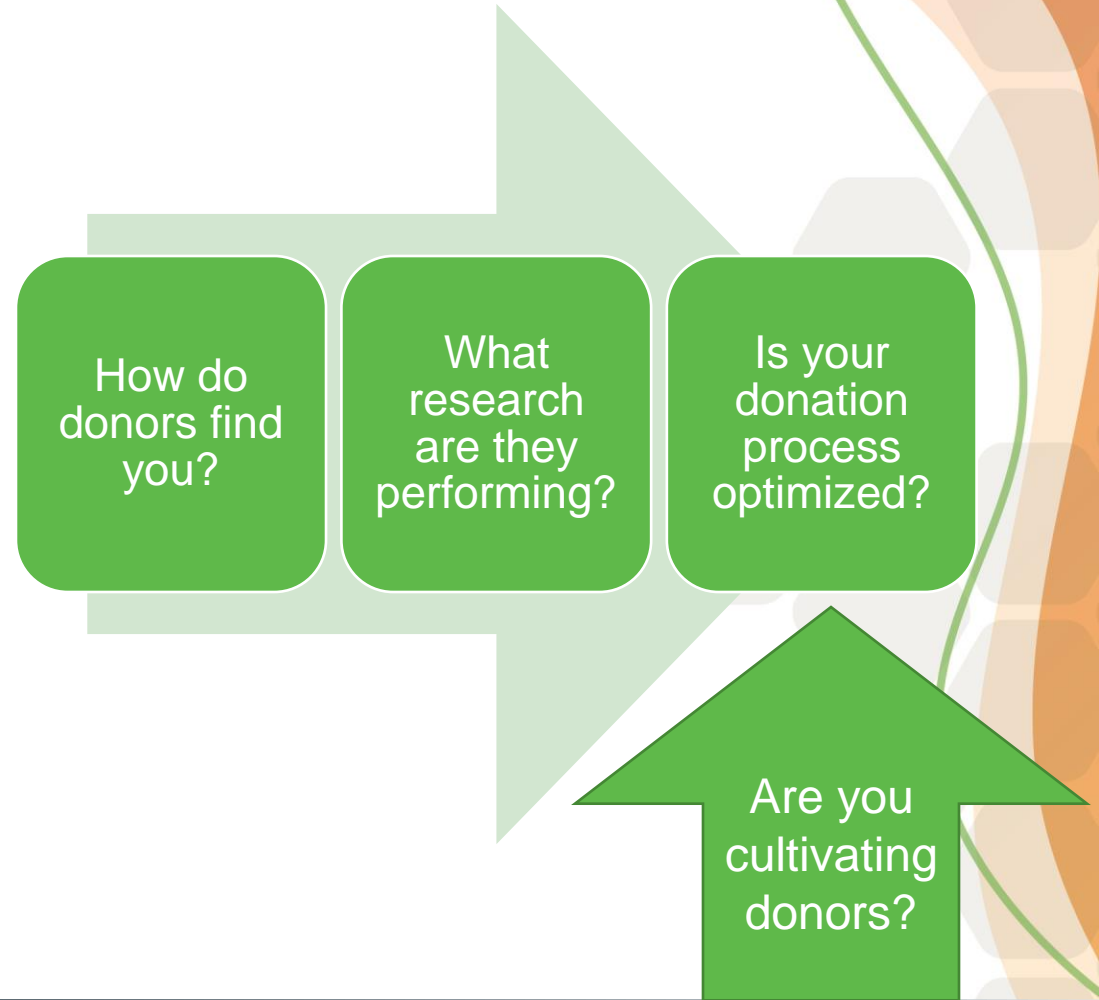 How do
donors find
you?
What
research
are they
performing?
Is your
donation
process
optimized?
Are you
cultivating
donors?